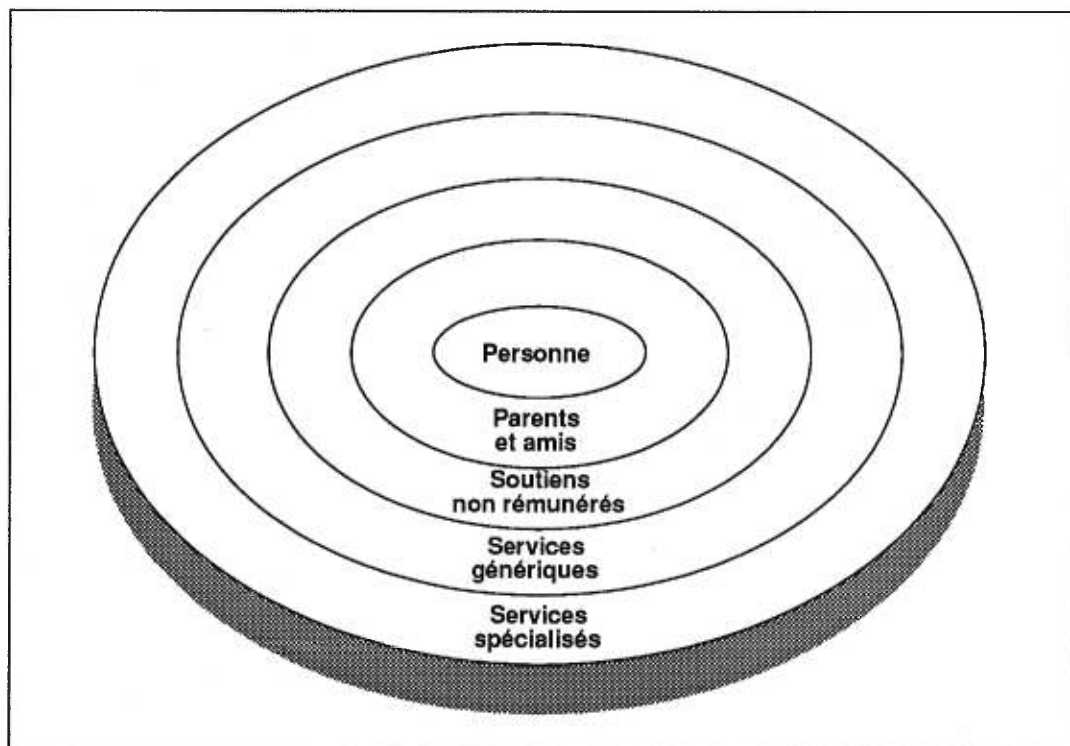 Personne
Parents
et amis
Soutiens
non rémunérés
Services
génériques
Services
spécialisés